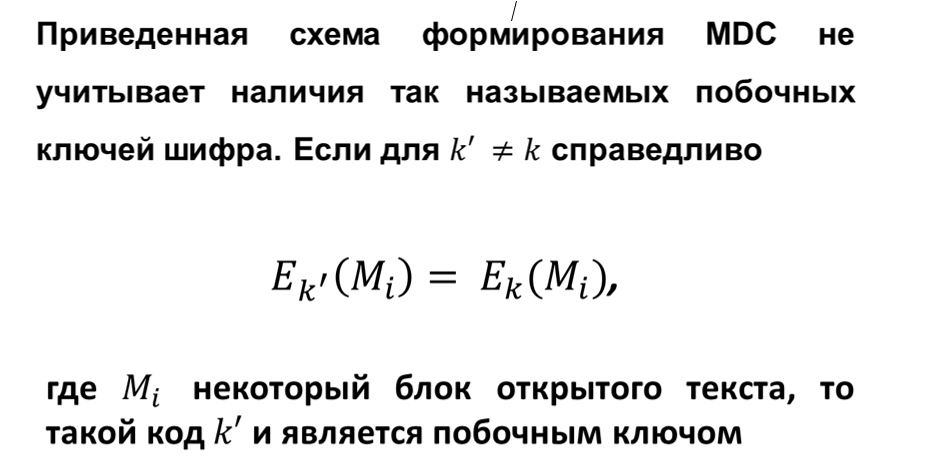 Приведенная схема формирования MDC не
учитывает наличия так называемых побочных
ключей шифра. Если для k′ ≠ k справедливо
E_{k′}(M_i) = E_k(M_i),
где M_i некоторый блок открытого текста, то
такой код k′ и является побочным ключом